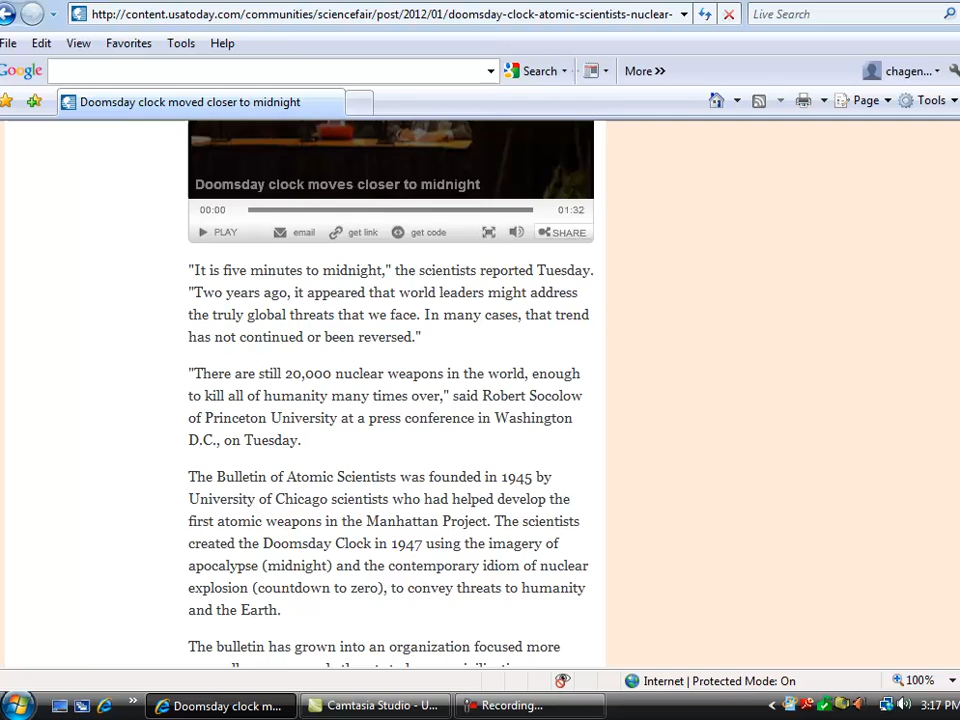 http://content.usatoday.com/communities/sciencefair/post/2012/01/doomsday-clock-atomic-scientists-nuclear-
Live Search
File Edit View Favorites Tools Help
Google Search More >> chagen...
Doomsday clock moved closer to midnight Page Tools
Doomsday clock moves closer to midnight
00:00 01:32
PLAY email get link get code SHARE
"It is five minutes to midnight," the scientists reported Tuesday.
"Two years ago, it appeared that world leaders might address
the truly global threats that we face. In many cases, that trend
has not continued or been reversed."
"There are still 20,000 nuclear weapons in the world, enough
to kill all of humanity many times over," said Robert Socolow
of Princeton University at a press conference in Washington
D.C., on Tuesday.
The Bulletin of Atomic Scientists was founded in 1945 by
University of Chicago scientists who had helped develop the
first atomic weapons in the Manhattan Project. The scientists
created the Doomsday Clock in 1947 using the imagery of
apocalypse (midnight) and the contemporary idiom of nuclear
explosion (countdown to zero), to convey threats to humanity
and the Earth.
The bulletin has grown into an organization focused more
Internet | Protected Mode: On 100%
Doomsday clock m... Camtasia Studio - U... Recording... 3:17 PM